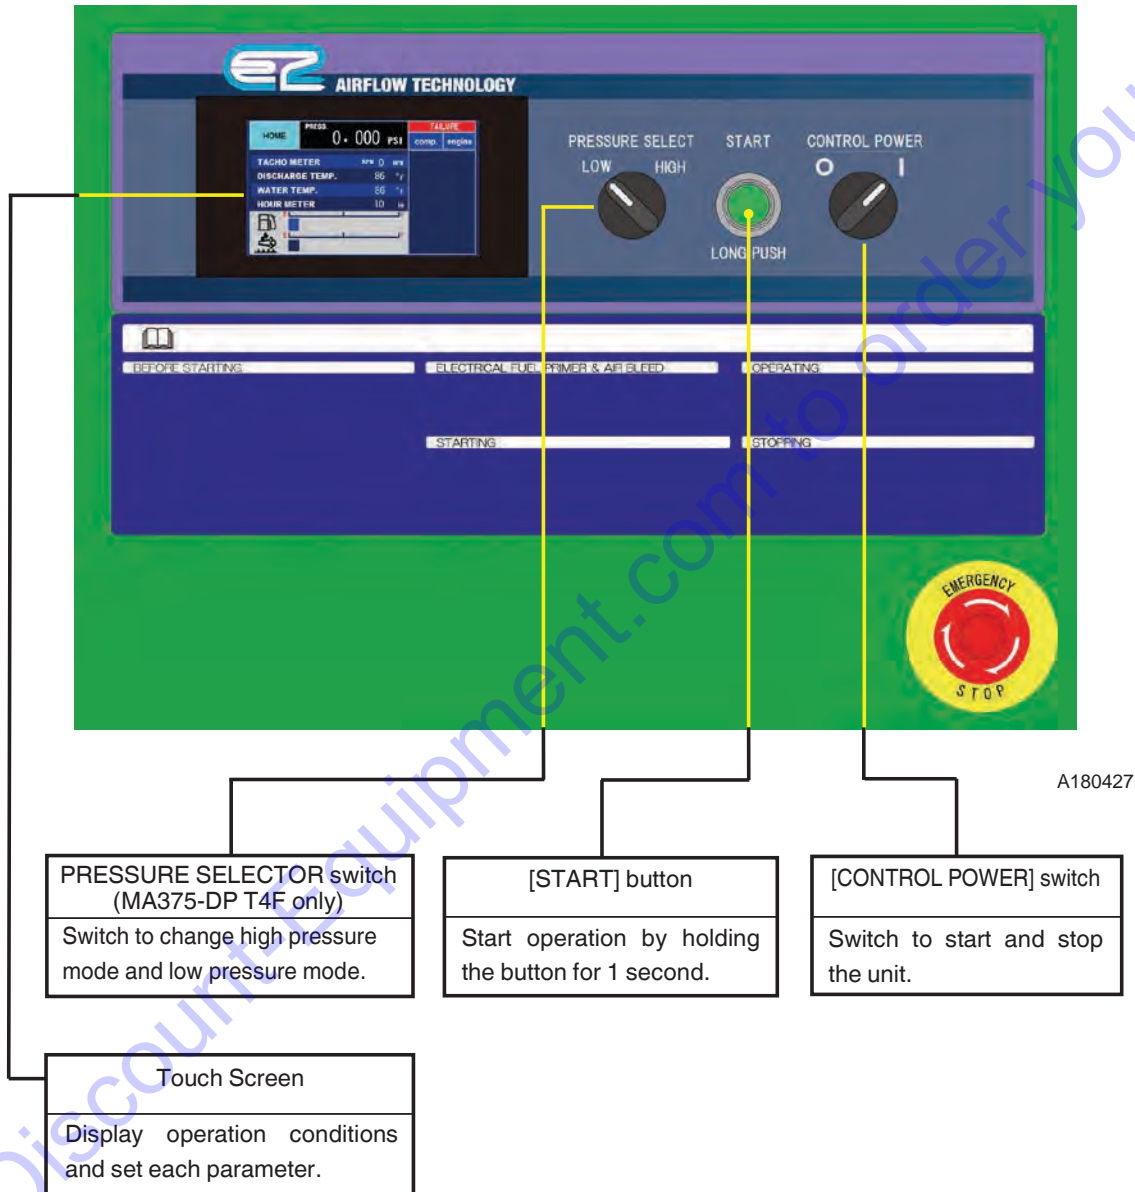 EZ AIRFLOW TECHNOLOGY
HOME
PRESS.
0. 000 PSI
FAILURE
comp. engine
TACHO METER 0
DISCHARGE TEMP. 86 °F
WATER TEMP. 86 °F
HOUR METER 10
PRESSURE SELECT
LOW HIGH
START
LONG PUSH
CONTROL POWER
O I
BEFORE STARTING
ELECTRICAL FUEL PRIMER & AIR BLEED
OPERATING
STARTING
STOPPING
EMERGENCY
STOP
A180427
PRESSURE SELECTOR switch
(MA375-DP T4F only)
Switch to change high pressure
mode and low pressure mode.
[START] button
Start operation by holding
the button for 1 second.
[CONTROL POWER] switch
Switch to start and stop
the unit.
Touch Screen
Display operation conditions
and set each parameter.
Discount-Equipment.com to order you